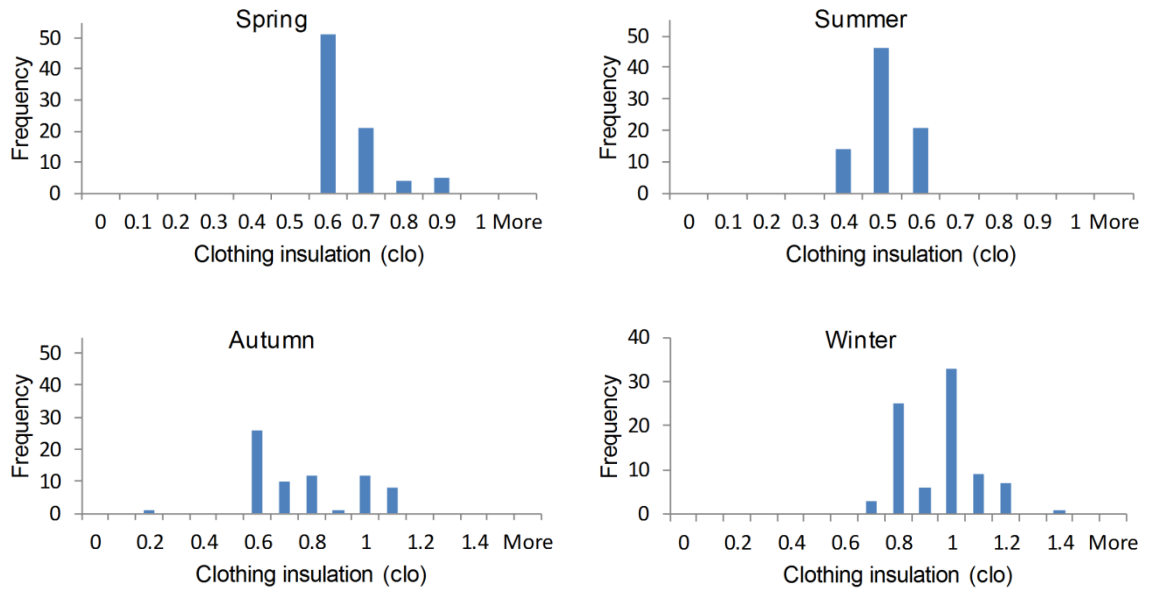 Spring
Frequency
50
40
30
20
10
0
0 0.1 0.2 0.3 0.4 0.5 0.6 0.7 0.8 0.9 1 More
Clothing insulation (clo)
Summer
Frequency
50
40
30
20
10
0
0 0.1 0.2 0.3 0.4 0.5 0.6 0.7 0.8 0.9 1 More
Clothing insulation (clo)
Autumn
Frequency
50
40
30
20
10
0
0 0.2 0.4 0.6 0.8 1 1.2 1.4 More
Clothing insulation (clo)
Winter
Frequency
40
30
20
10
0
0 0.2 0.4 0.6 0.8 1 1.2 1.4 More
Clothing insulation (clo)